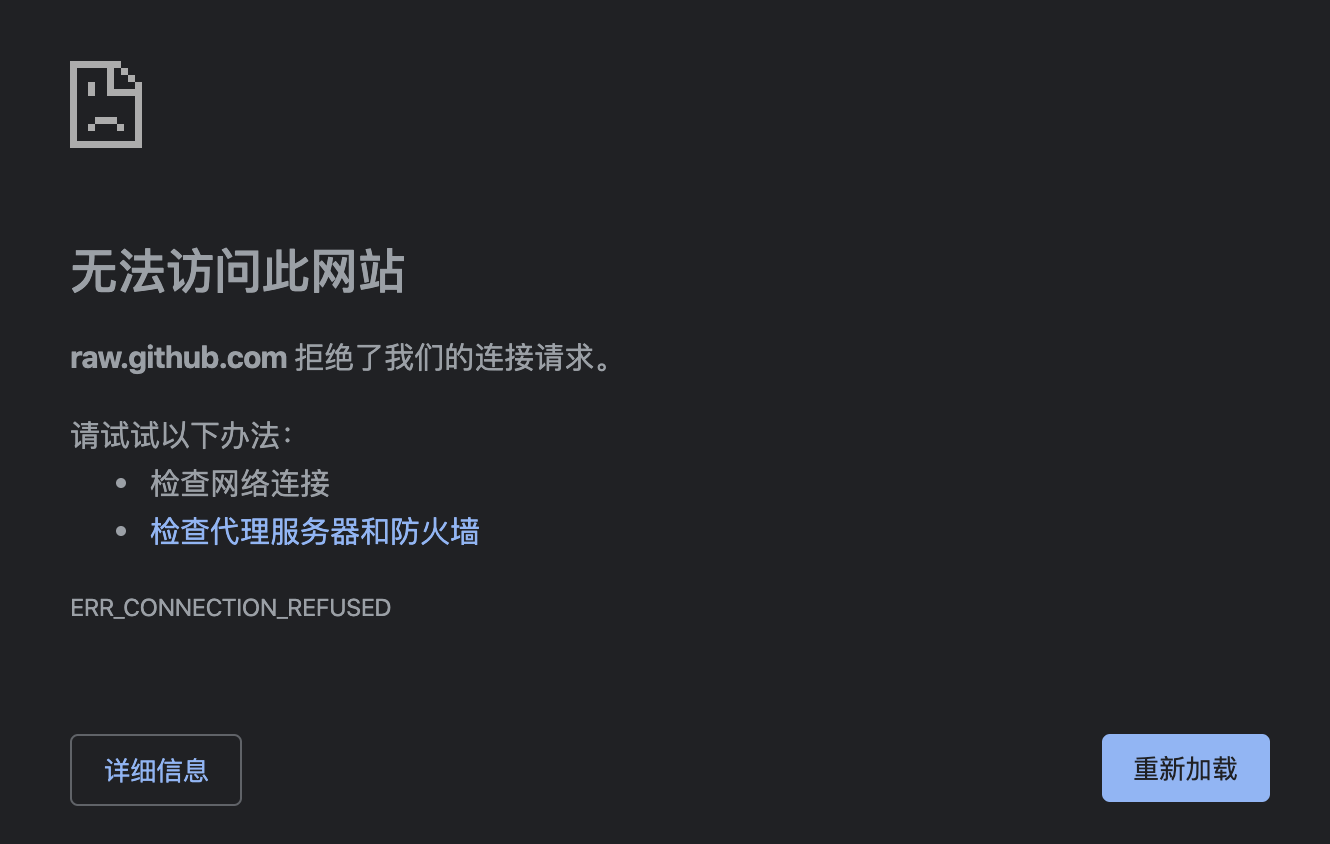 无法访问此网站
raw.github.com 拒绝了我们的连接请求。
请试试以下办法：
检查网络连接
检查代理服务器和防火墙
ERR_CONNECTION_REFUSED
详细信息
重新加载